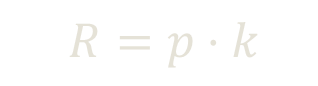 R = p · k